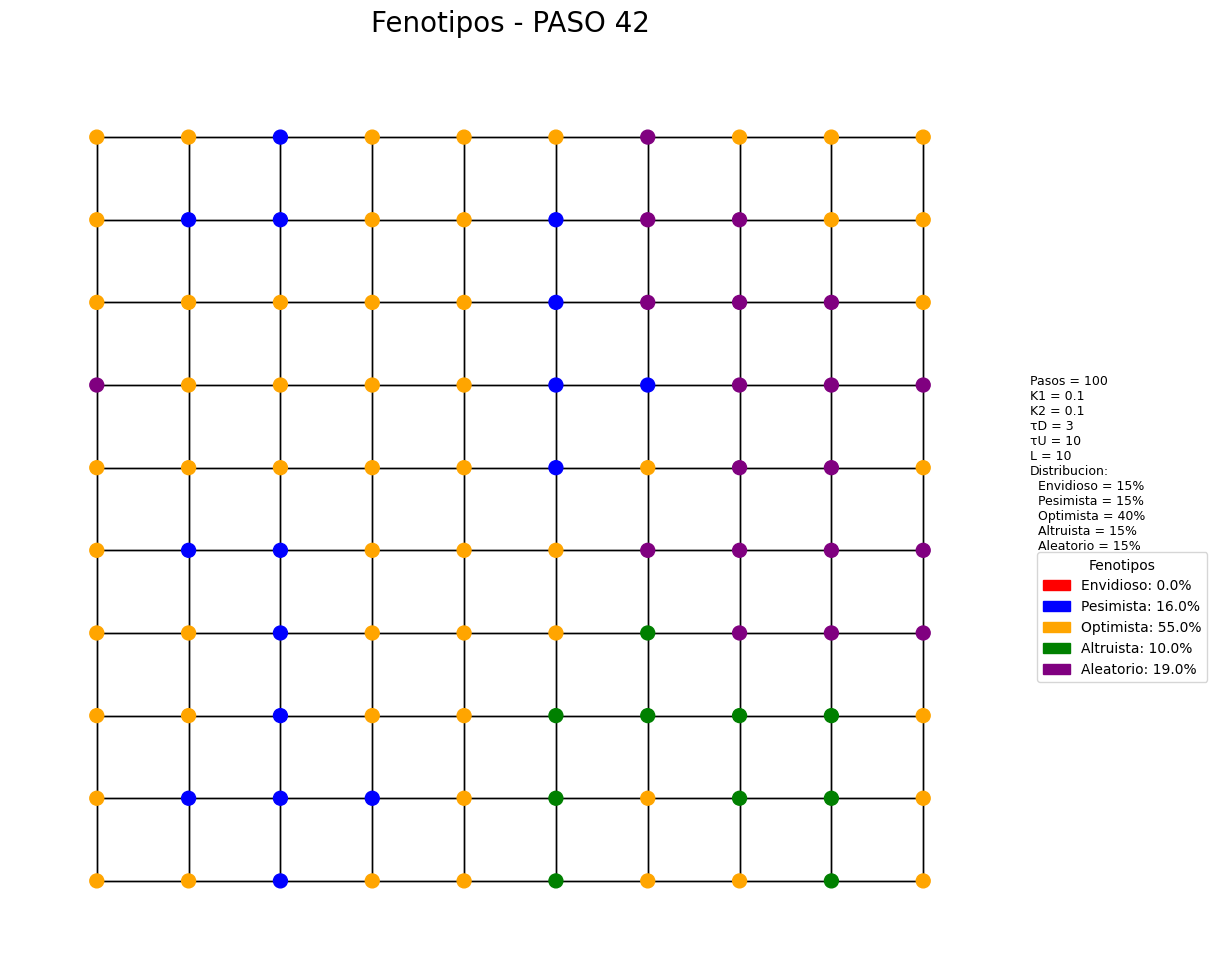 Fenotipos - PASO 42
Pasos = 100
K1 = 0.1
K2 = 0.1
τD = 3
τU = 10
L = 10
Distribucion:
Envidioso = 15%
Pesimista = 15%
Optimista = 40%
Altruista = 15%
Aleatorio = 15%
Fenotipos
Envidioso: 0.0%
Pesimista: 16.0%
Optimista: 55.0%
Altruista: 10.0%
Aleatorio: 19.0%